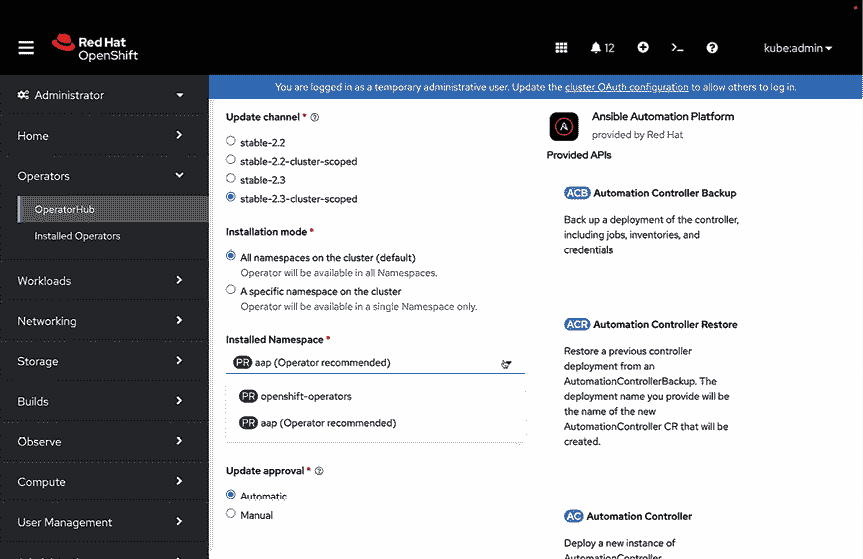 Red Hat
OpenShift
12
kube:admin
You are logged in as a temporary administrative user. Update the cluster OAuth configuration to allow others to log in.
Administrator
Home
Operators
OperatorHub
Installed Operators
Workloads
Networking
Storage
Builds
Observe
Compute
User Management
Update channel *
stable-2.2
stable-2.2-cluster-scoped
stable-2.3
stable-2.3-cluster-scoped
Installation mode *
All namespaces on the cluster (default)
Operator will be available in all Namespaces.
A specific namespace on the cluster
Operator will be available in a single Namespace only.
Installed Namespace *
PR aap (Operator recommended)
PR openshift-operators
PR aap (Operator recommended)
Update approval *
Automatic
Manual
A
Ansible Automation Platform
provided by Red Hat
Provided APIs
ACB Automation Controller Backup
Back up a deployment of the controller,
including jobs, inventories, and
credentials
ACR Automation Controller Restore
Restore a previous controller
deployment from an
AutomationControllerBackup. The
deployment name you provide will be
the name of the new
AutomationController CR that will be
created.
AC Automation Controller
Deploy a new instance of
AutomationController